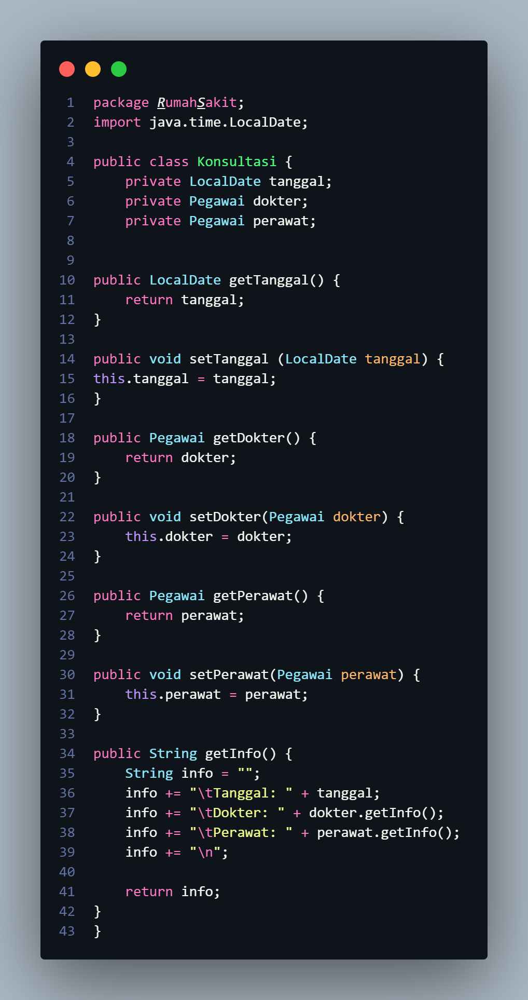 1 package RumahSakit;
2 import java.time.LocalDate;
3
4 public class Konsultasi {
5     private LocalDate tanggal;
6     private Pegawai dokter;
7     private Pegawai perawat;
8
9
10 public LocalDate getTanggal() {
11     return tanggal;
12 }
13
14 public void setTanggal (LocalDate tanggal) {
15 this.tanggal = tanggal;
16 }
17
18 public Pegawai getDokter() {
19     return dokter;
20 }
21
22 public void setDokter(Pegawai dokter) {
23     this.dokter = dokter;
24 }
25
26 public Pegawai getPerawat() {
27     return perawat;
28 }
29
30 public void setPerawat(Pegawai perawat) {
31     this.perawat = perawat;
32 }
33
34 public String getInfo() {
35     String info = "";
36     info += "\tTanggal: " + tanggal;
37     info += "\tDokter: " + dokter.getInfo();
38     info += "\tPerawat: " + perawat.getInfo();
39     info += "\n";
40
41     return info;
42 }
43 }